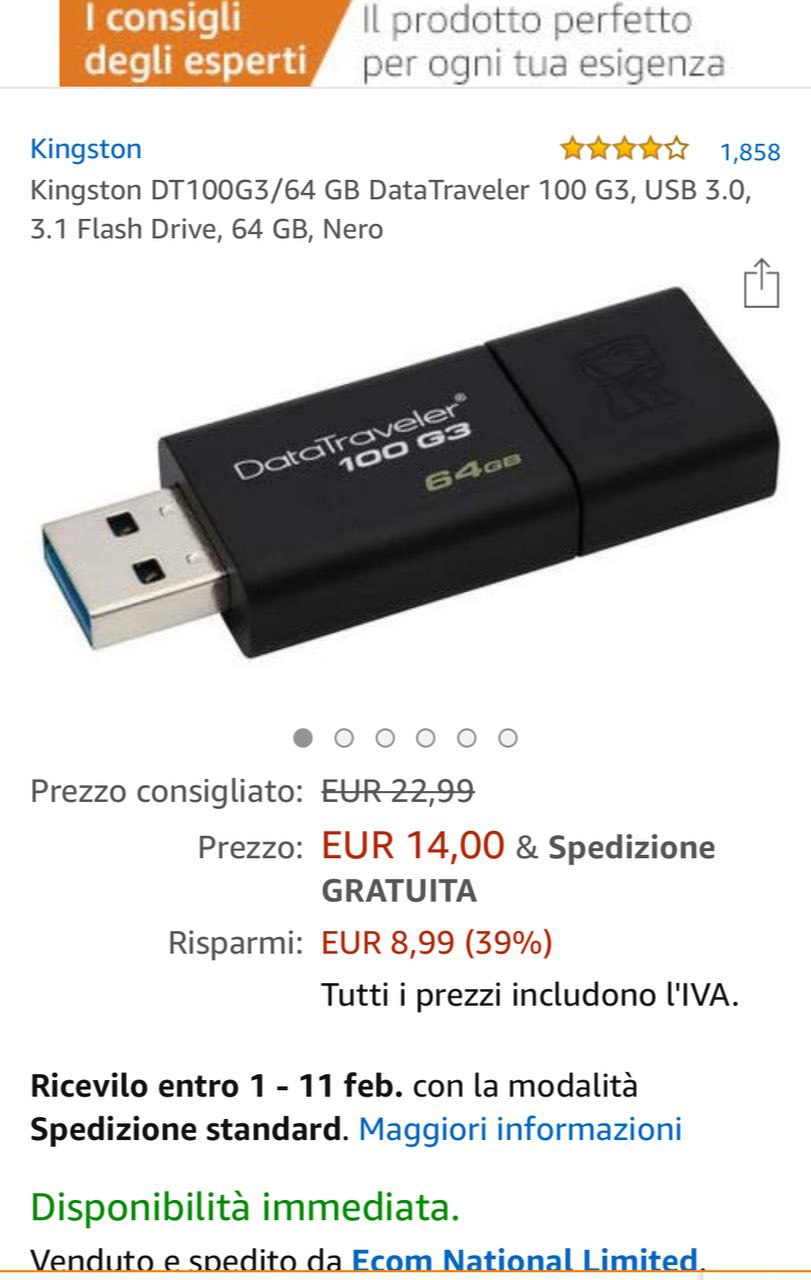 I consigli
degli esperti
Il prodotto perfetto
per ogni tua esigenza
Kingston
1,858
Kingston DT100G3/64 GB DataTraveler 100 G3, USB 3.0,
3.1 Flash Drive, 64 GB, Nero
DataTraveler®
100 G3
64GB
Prezzo consigliato: EUR 22,99
Prezzo: EUR 14,00 & Spedizione
GRATUITA
Risparmi: EUR 8,99 (39%)
Tutti i prezzi includono l'IVA.
Ricevilo entro 1 - 11 feb. con la modalità
Spedizione standard. Maggiori informazioni
Disponibilità immediata.
Venduto e spedito da Ecom National Limited.